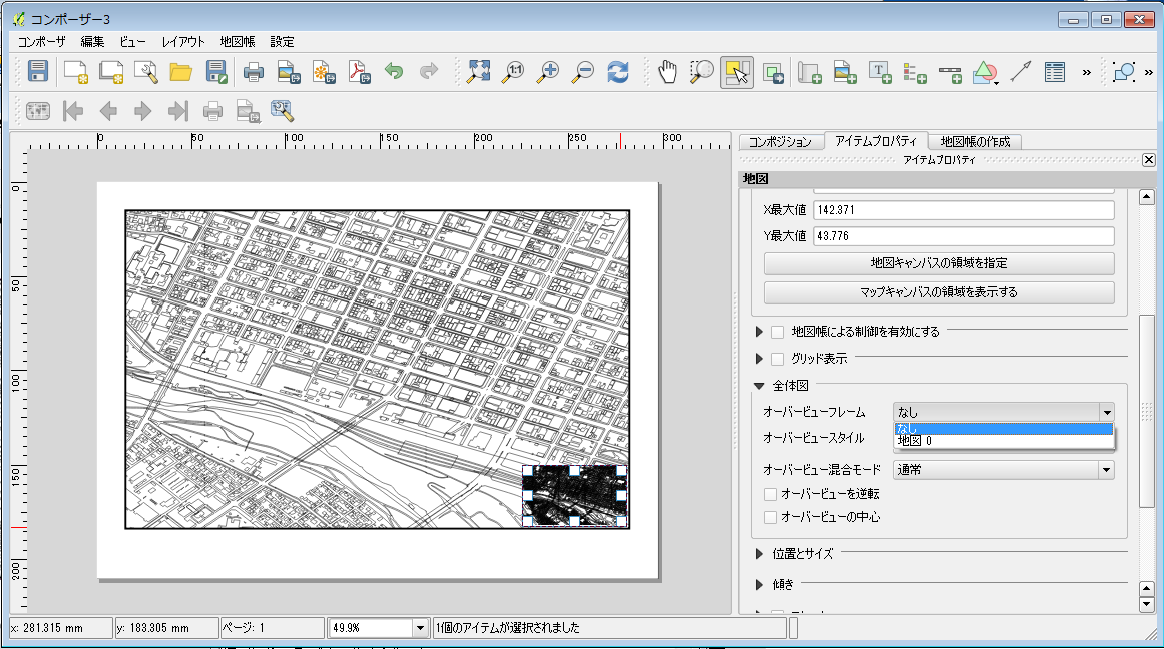 コンポーザー3
コンポーザ 編集 ビュー レイアウト 地図帳 設定
1:1 T »  »
0 50 100 150 200 250 300
0
50
100
150
200
コンポジション アイテムプロパティ 地図帳の作成
アイテムプロパティ
地図
X最大値 142.371
Y最大値 43.776
地図キャンバスの領域を指定
マップキャンバスの領域を表示する
地図帳による制御を有効にする
グリッド表示
全体図
オーバービューフレーム なし
なし
オーバービュースタイル 地図 0
オーバービュー混合モード 通常
オーバービューを逆転
オーバービューの中心
位置とサイズ
傾き
x: 281.315 mm y: 183.305 mm ページ: 1 49.9% 1個のアイテムが選択されました